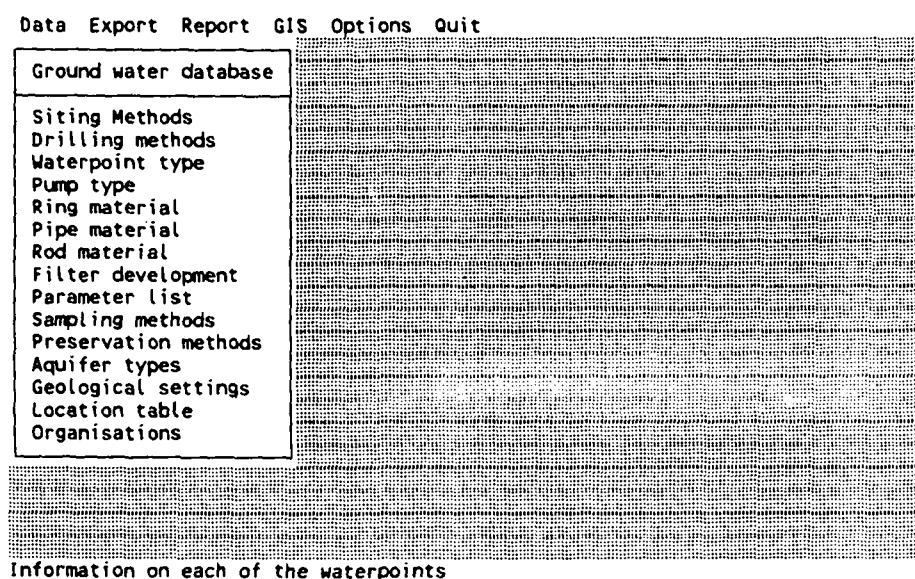 Data Export Report GIS Options Quit
Ground water database
Siting Methods
Drilling methods
Waterpoint type
Pump type
Ring material
Pipe material
Rod material
Filter development
Parameter list
Sampling methods
Preservation methods
Aquifer types
Geological settings
Location table
Organisations
Information on each of the waterpoints